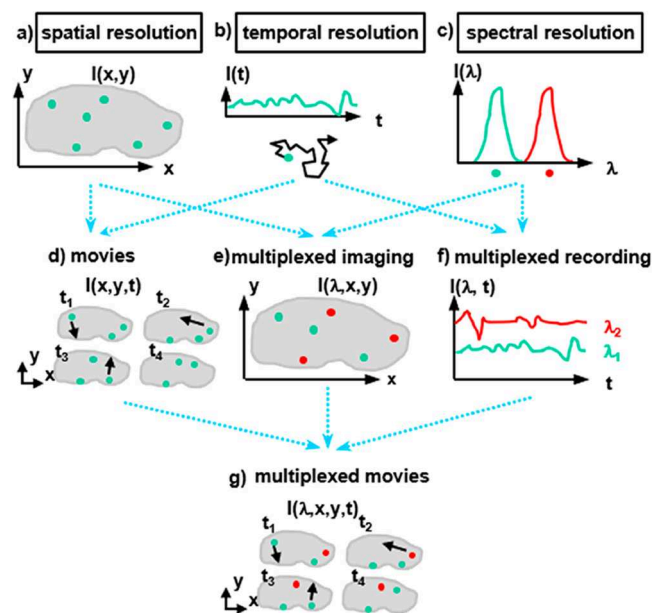 a) spatial resolution
b) temporal resolution
c) spectral resolution
y
I(x,y)
x
I(t)
t
I(λ)
λ
d) movies
I(x,y,t)
t1
t2
t3
t4
y
x
e)multiplexed imaging
y
I(λ,x,y)
x
f) multiplexed recording
I(λ, t)
λ2
λ1
t
g) multiplexed movies
I(λ,x,y,t)
t1
t2
t3
t4
y
x